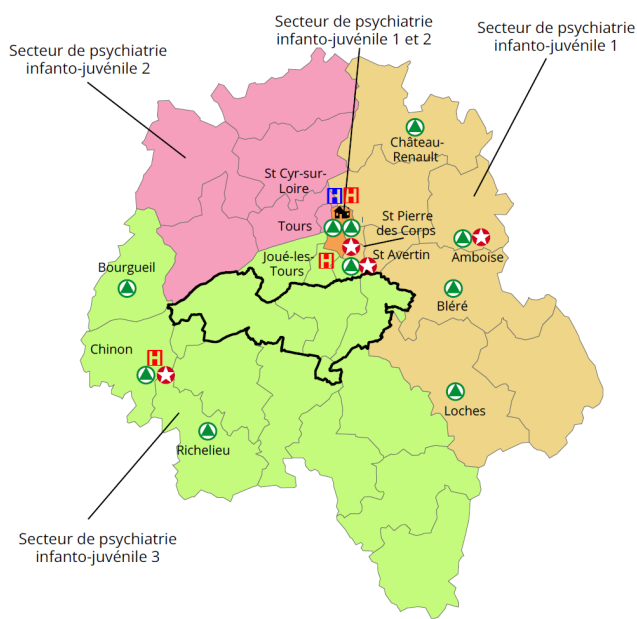 Secteur de psychiatrie
infanto-juvénile 2
Secteur de psychiatrie
infanto-juvénile 1 et 2
Secteur de psychiatrie
infanto-juvénile 1
Château-
Renault
St Cyr-sur-
Loire
H H
Tours
St Pierre
des Corps
Joué-les-
Tours
H
St Avertin
Amboise
Bourgueil
Bléré
Chinon
H
Loches
Richelieu
Secteur de psychiatrie
infanto-juvénile 3